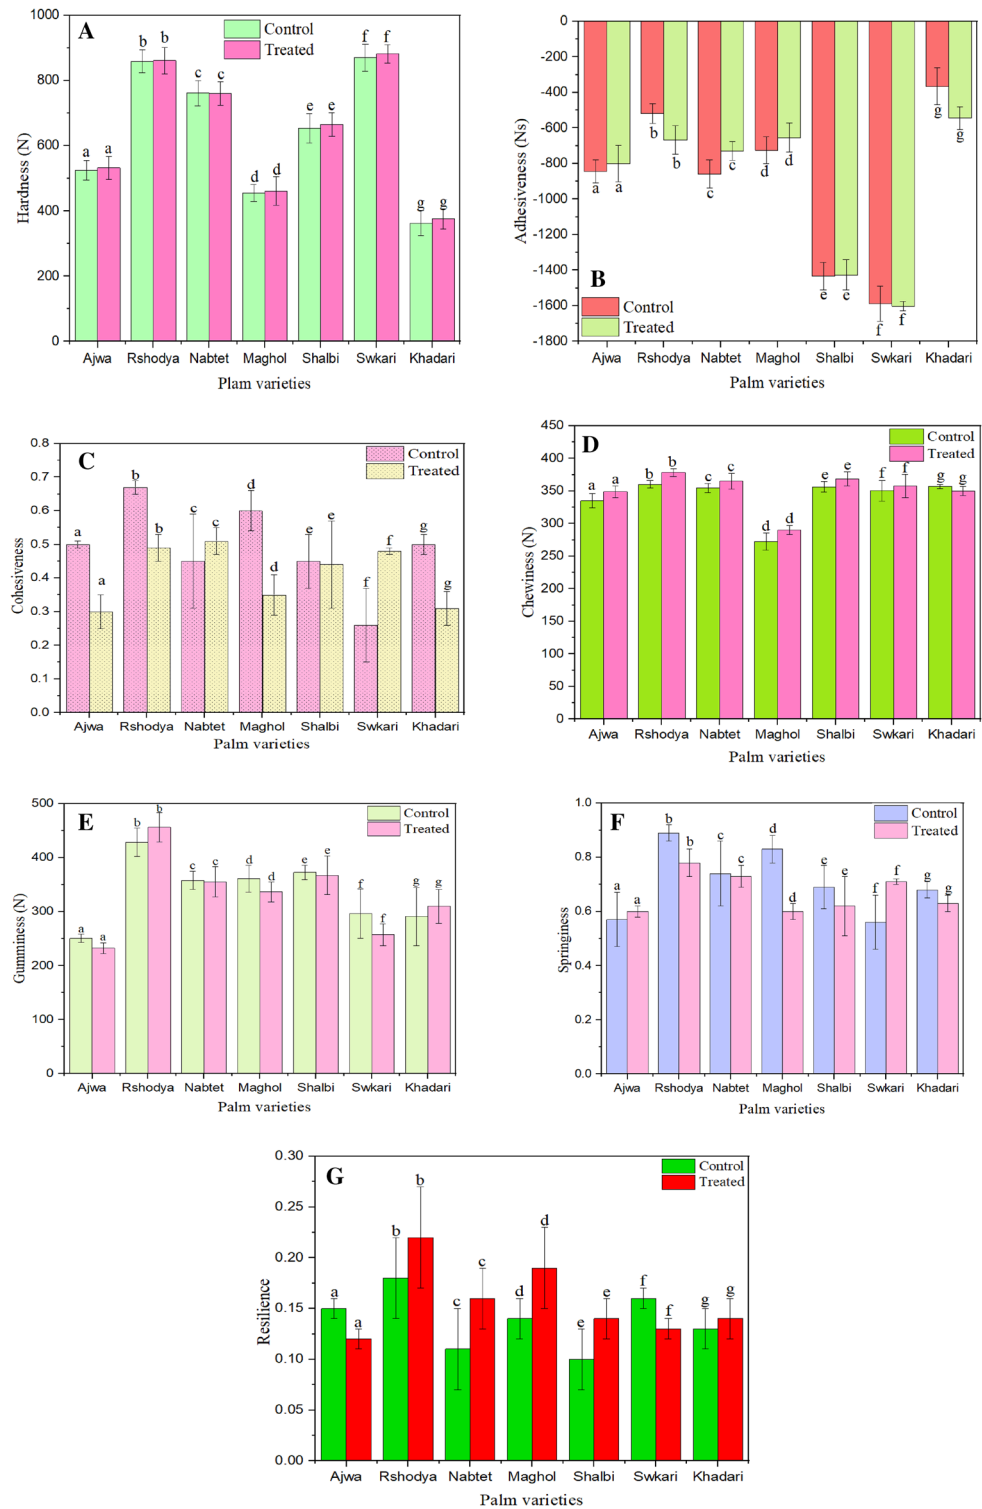 A
Control
Treated
1000
800
600
400
200
0
Hardness (N)
a a b b c c d d e e f f g g
Ajwa Rshodya Nabtet Maghol Shalbi Swkari Khadari
Plam varieties
B
Control
Treated
0
-200
-400
-600
-800
-1000
-1200
-1400
-1600
-1800
Adhesiveness (Ns)
a a b b c c d d e e f f g g
Ajwa Rshodya Nabtet Maghol Shalbi Swkari Khadari
Palm varieties
C
Control
Treated
0.8
0.7
0.6
0.5
0.4
0.3
0.2
0.1
0.0
Cohesiveness
a a b b c c d d e e f f g g
Ajwa Rshodya Nabtet Maghol Shalbi Swkari Khadari
Palm varieties
D
Control
Treated
450
400
350
300
250
200
150
100
50
0
Chewiness (N)
a a b b c c d d e e f f g g
Ajwa Rshodya Nabtet Maghol Shalbi Swkari Khadari
Palm varieties
E
Control
Treated
500
400
300
200
100
0
Gumminess (N)
a a b b c c d d e e f f g g
Ajwa Rshodya Nabtet Maghol Shalbi Swkari Khadari
Palm varieties
F
Control
Treated
1.0
0.8
0.6
0.4
0.2
0.0
Springiness
a a b b c c d d e e f f g g
Ajwa Rshodya Nabtet Maghol Shalbi Swkari Khadari
Palm varieties
G
Control
Treated
0.30
0.25
0.20
0.15
0.10
0.05
0.00
Resilience
a a b b c c d d e e f f g g
Ajwa Rshodya Nabtet Maghol Shalbi Swkari Khadari
Palm varieties